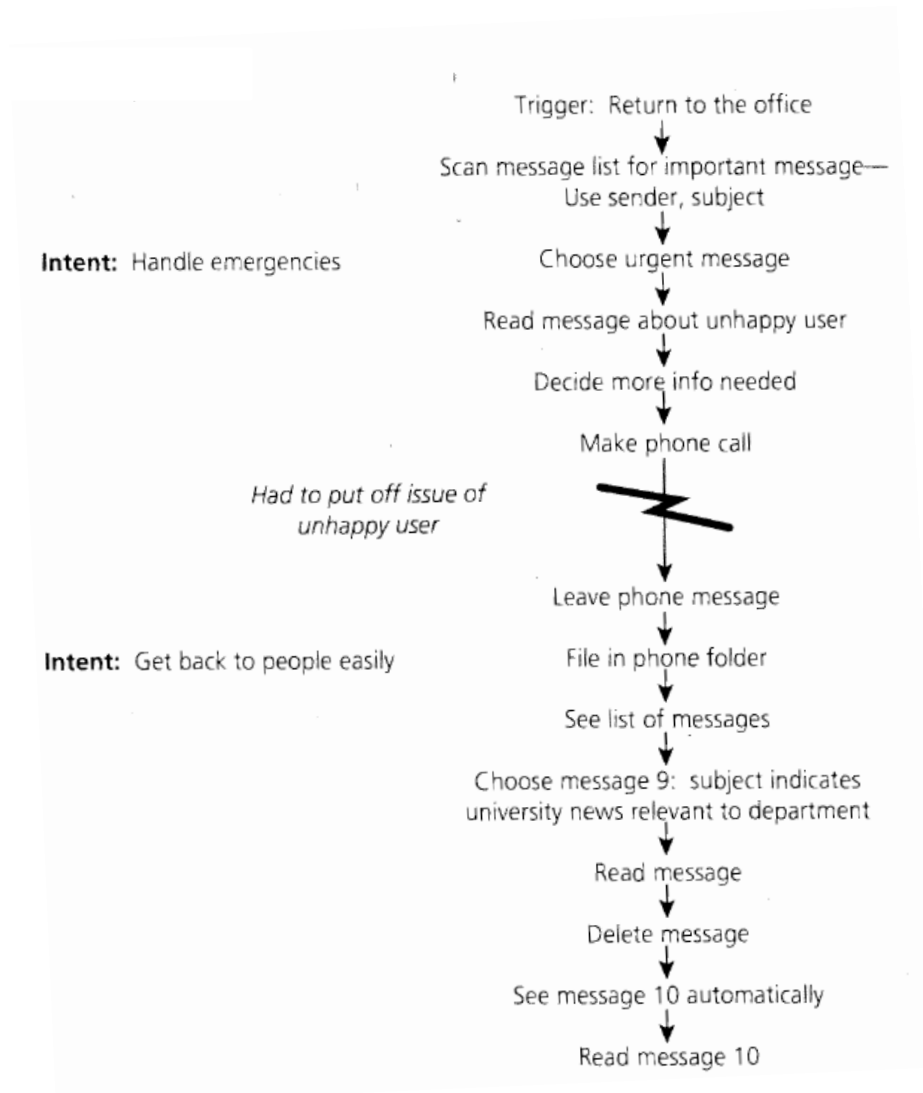 Trigger: Return to the office
Scan message list for important message—
Use sender, subject
Intent: Handle emergencies
Choose urgent message
Read message about unhappy user
Decide more info needed
Make phone call
Had to put off issue of
unhappy user
Leave phone message
Intent: Get back to people easily
File in phone folder
See list of messages
Choose message 9: subject indicates
university news relevant to department
Read message
Delete message
See message 10 automatically
Read message 10